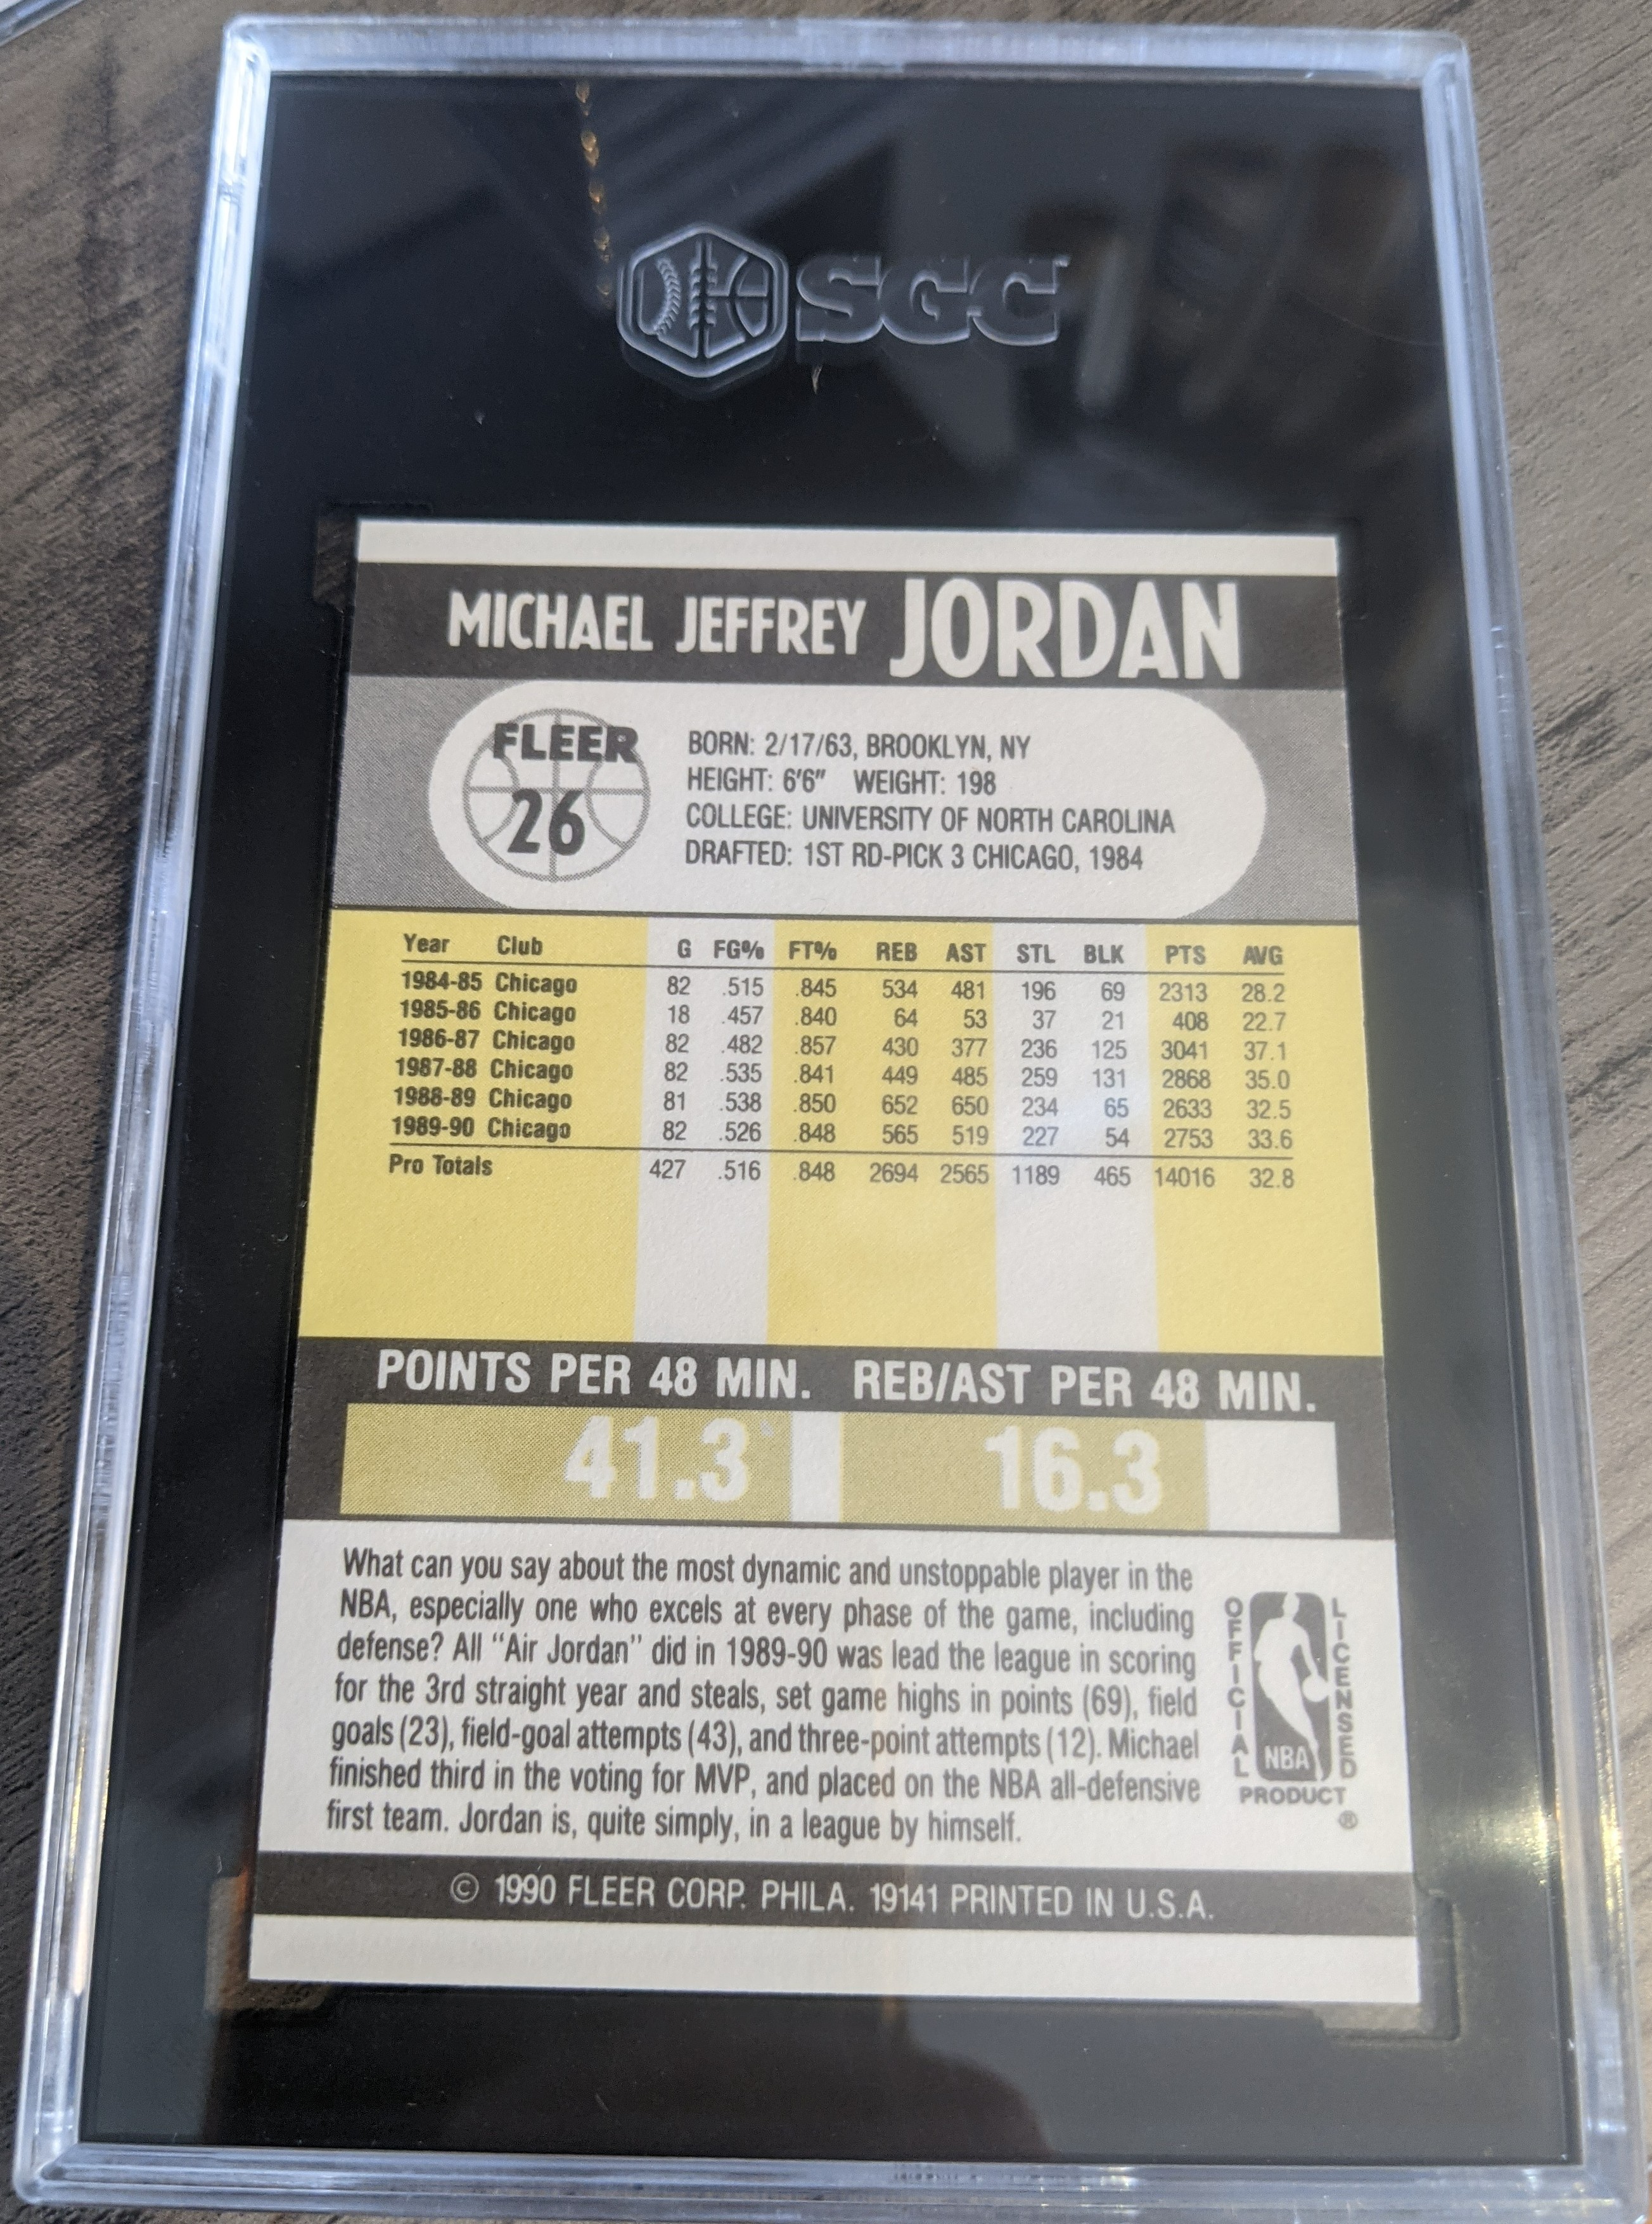 SGC
MICHAEL JEFFREY JORDAN
FLEER
26
BORN: 2/17/63, BROOKLYN, NY
HEIGHT: 6'6" WEIGHT: 198
COLLEGE: UNIVERSITY OF NORTH CAROLINA
DRAFTED: 1ST RD-PICK 3 CHICAGO, 1984
Year Club G FG% FT% REB AST STL BLK PTS AVG
1984-85 Chicago 82 .515 .845 534 481 196 69 2313 28.2
1985-86 Chicago 18 .457 .840 64 53 37 21 408 22.7
1986-87 Chicago 82 .482 .857 430 377 236 125 3041 37.1
1987-88 Chicago 82 .535 .841 449 485 259 131 2868 35.0
1988-89 Chicago 81 .538 .850 652 650 234 65 2633 32.5
1989-90 Chicago 82 .526 .848 565 519 227 54 2753 33.6
Pro Totals 427 .516 .848 2694 2565 1189 465 14016 32.8
POINTS PER 48 MIN. REB/AST PER 48 MIN.
41.3 16.3
What can you say about the most dynamic and unstoppable player in the
NBA, especially one who excels at every phase of the game, including
defense? All "Air Jordan" did in 1989-90 was lead the league in scoring
for the 3rd straight year and steals, set game highs in points (69), field
goals (23), field-goal attempts (43), and three-point attempts (12). Michael
finished third in the voting for MVP, and placed on the NBA all-defensive
first team. Jordan is, quite simply, in a league by himself.
OFFICIAL LICENSED
NBA
PRODUCT
®
© 1990 FLEER CORP. PHILA. 19141 PRINTED IN U.S.A.